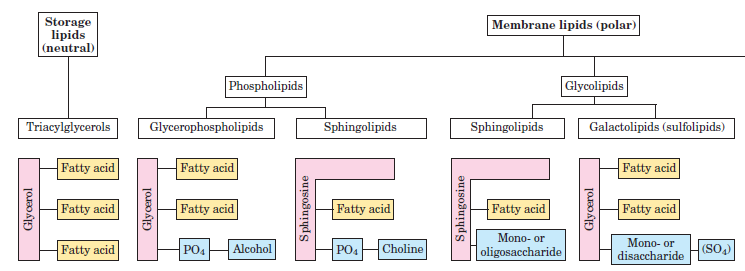 Storage
lipids
(neutral)
Membrane lipids (polar)
Phospholipids
Glycolipids
Triacylglycerols
Glycerophospholipids
Sphingolipids
Sphingolipids
Galactolipids (sulfolipids)
Glycerol
Fatty acid
Fatty acid
Fatty acid
Glycerol
Fatty acid
Fatty acid
PO4
Alcohol
Sphingosine
Fatty acid
PO4
Choline
Sphingosine
Fatty acid
Mono- or
oligosaccharide
Glycerol
Fatty acid
Fatty acid
Mono- or
disaccharide
(SO4)